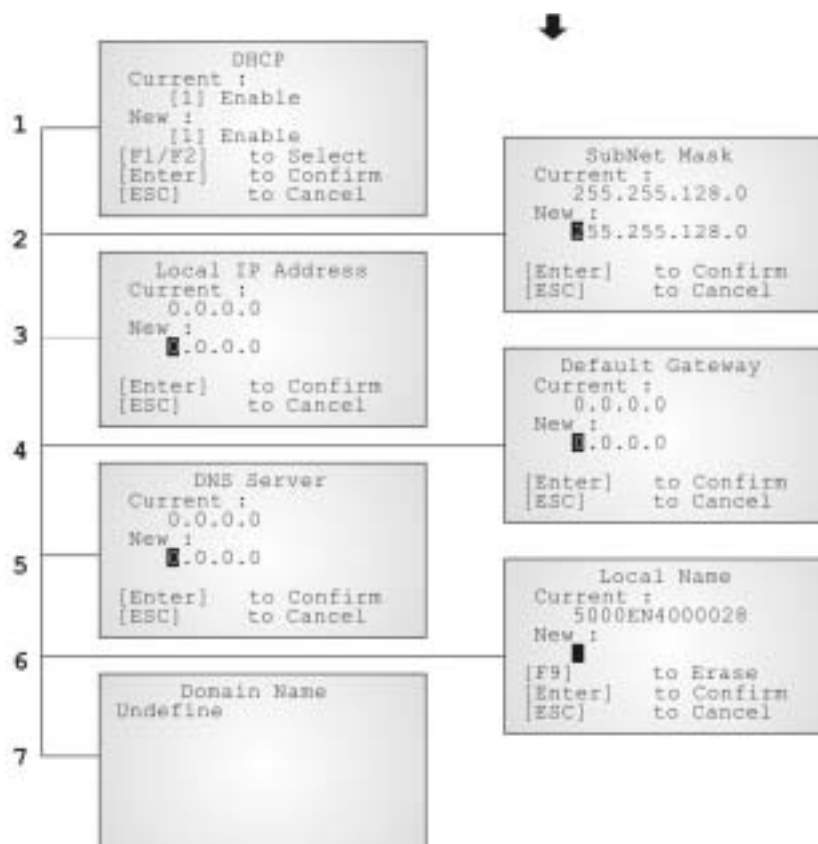 1
DHCP
Current :
[1] Enable
New :
[1] Enable
[F1/F2] to Select
[Enter] to Confirm
[ESC] to Cancel
2
SubNet Mask
Current :
255.255.128.0
New :
255.255.128.0
[Enter] to Confirm
[ESC] to Cancel
3
Local IP Address
Current :
0.0.0.0
New :
0.0.0.0
[Enter] to Confirm
[ESC] to Cancel
4
Default Gateway
Current :
0.0.0.0
New :
0.0.0.0
[Enter] to Confirm
[ESC] to Cancel
5
DNS Server
Current :
0.0.0.0
New :
0.0.0.0
[Enter] to Confirm
[ESC] to Cancel
6
Local Name
Current :
5000EN4000028
New :
[F9] to Erase
[Enter] to Confirm
[ESC] to Cancel
7
Domain Name
Undefine